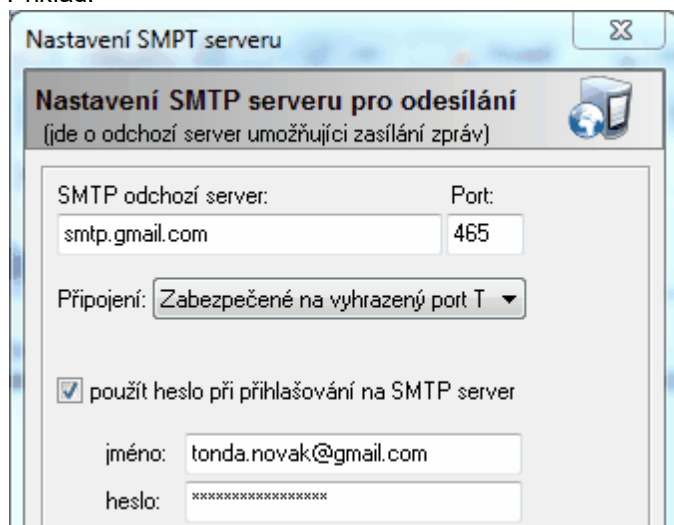 Nastavení SMPT serveru
Nastavení SMTP serveru pro odesílání
(jde o odchozí server umožňujíci zasílání zpráv)
SMTP odchozí server: Port:
smtp.gmail.com 465
Připojení: Zabezpečené na vyhrazený port T
použít heslo při přihlašování na SMTP server
jméno: tonda.novak@gmail.com
heslo: *****************